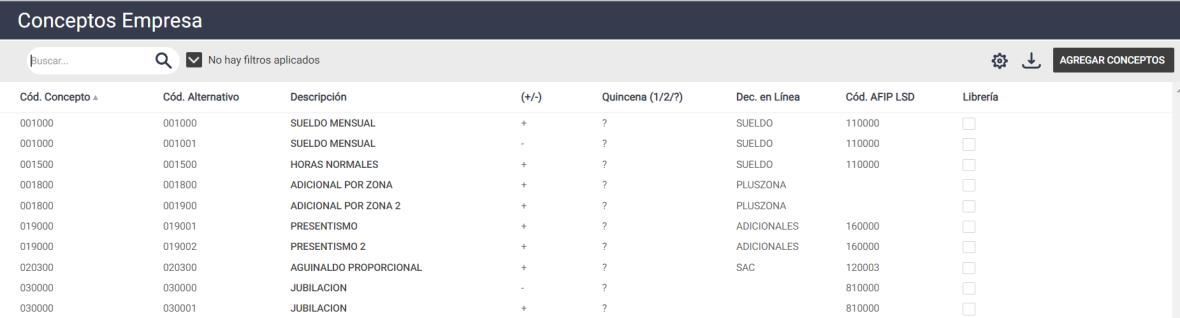 Conceptos Empresa
Buscar... No hay filtros aplicados AGREGAR CONCEPTOS
Cód. Concepto ▲ Cód. Alternativo Descripción (+/-) Quincena (1/2/?) Dec. en Línea Cód. AFIP LSD Librería
001000 001000 SUELDO MENSUAL + ? SUELDO 110000
001000 001001 SUELDO MENSUAL - ? SUELDO 110000
001500 001500 HORAS NORMALES + ? SUELDO 110000
001800 001800 ADICIONAL POR ZONA + ? PLUSZONA
001800 001900 ADICIONAL POR ZONA 2 + ? PLUSZONA
019000 019001 PRESENTISMO + ? ADICIONALES 160000
019000 019002 PRESENTISMO 2 + ? ADICIONALES 160000
020300 020300 AGUINALDO PROPORCIONAL + ? SAC 120003
030000 030000 JUBILACION - ? 810000
030000 030001 JUBILACION + ? 810000